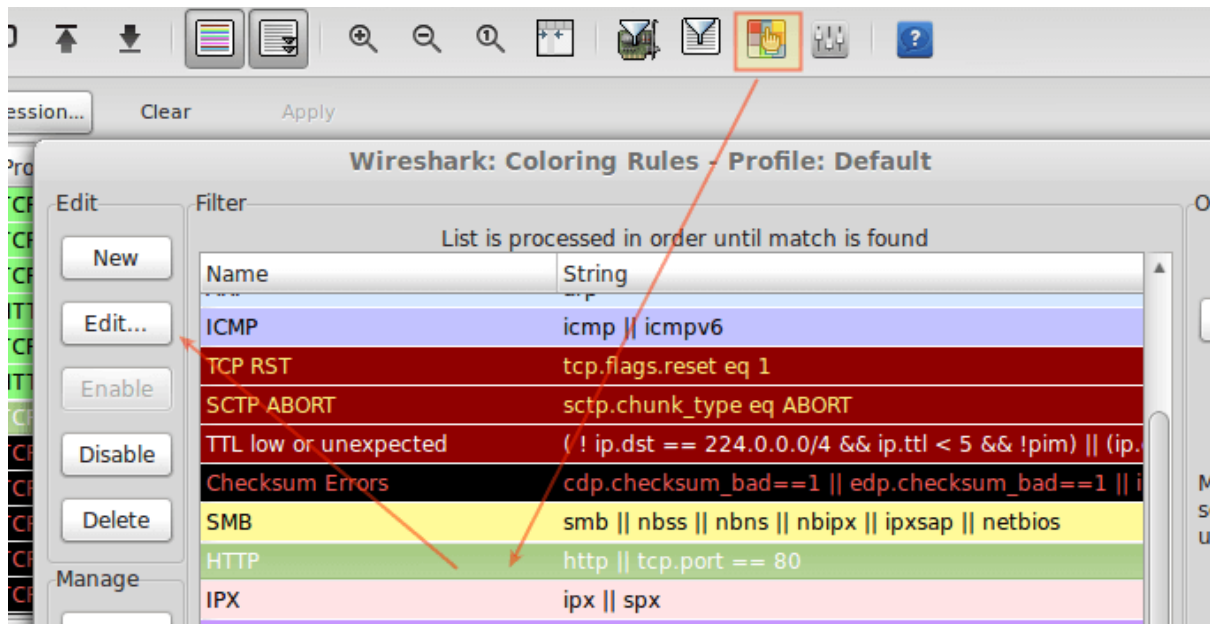 ession... Clear Apply
Wireshark: Coloring Rules - Profile: Default
Edit Filter
List is processed in order until match is found
New
Name String
Edit...
ICMP icmp || icmpv6
TCP RST tcp.flags.reset eq 1
Enable
SCTP ABORT sctp.chunk_type eq ABORT
TTL low or unexpected ( ! ip.dst == 224.0.0.0/4 && ip.ttl < 5 && !pim) || (ip.
Disable
Checksum Errors cdp.checksum_bad==1 || edp.checksum_bad==1 || i
Delete
SMB smb || nbss || nbns || nbipx || ipxsap || netbios
HTTP http || tcp.port == 80
Manage
IPX ipx || spx